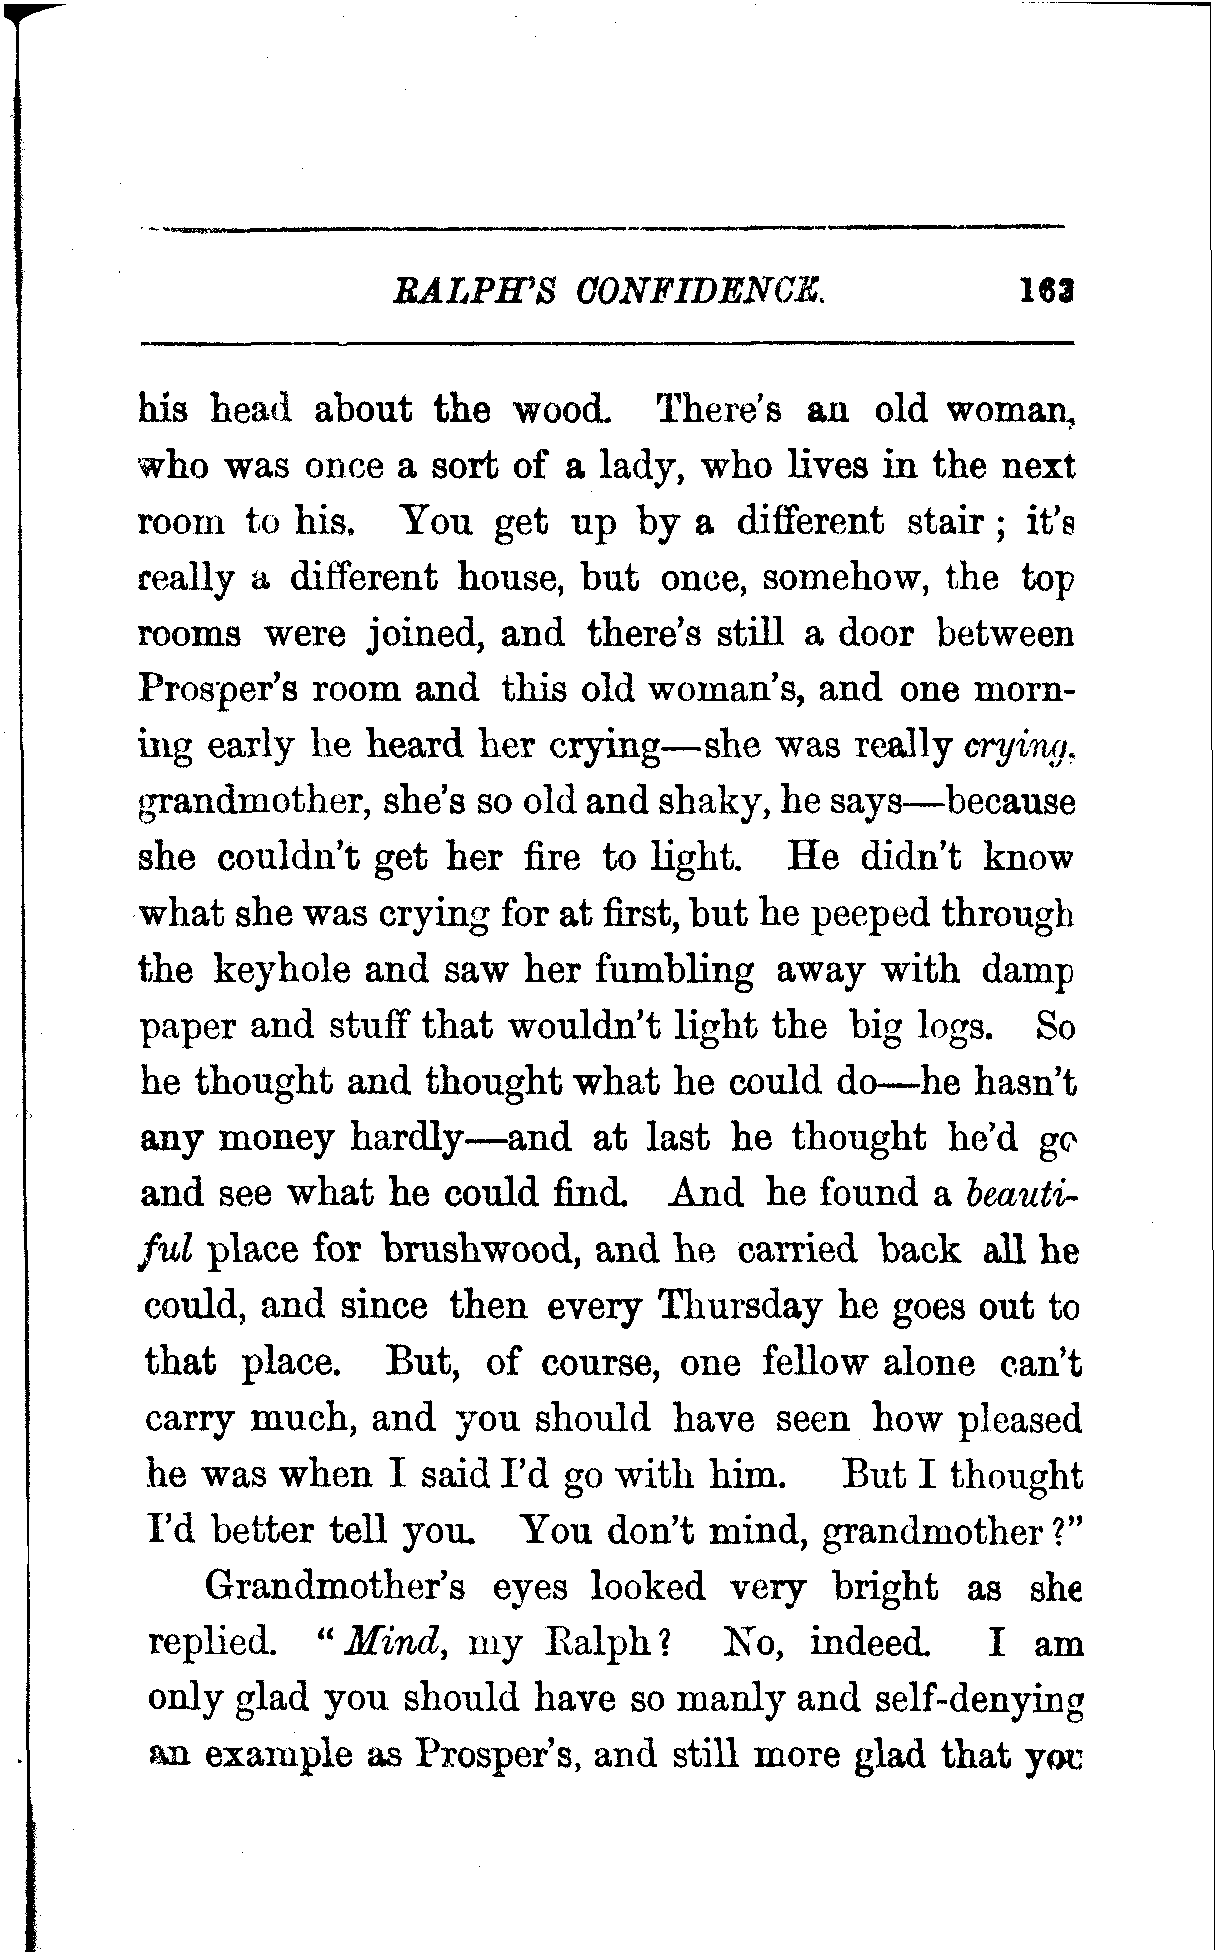 RALPH'S CONFIDENCE. 163
his head about the wood. There's an old woman,
who was once a sort of a lady, who lives in the next
room to his. You get up by a different stair ; it's
really a different house, but once, somehow, the top
rooms were joined, and there's still a door between
Prosper's room and this old woman's, and one morn-
ing early he heard her crying—she was really crying,
grandmother, she's so old and shaky, he says—because
she couldn't get her fire to light. He didn't know
what she was crying for at first, but he peeped through
the keyhole and saw her fumbling away with damp
paper and stuff that wouldn't light the big logs. So
he thought and thought what he could do—he hasn't
any money hardly—and at last he thought he'd go
and see what he could find. And he found a beauti-
ful place for brushwood, and he carried back all he
could, and since then every Thursday he goes out to
that place. But, of course, one fellow alone can't
carry much, and you should have seen how pleased
he was when I said I'd go with him. But I thought
I'd better tell you. You don't mind, grandmother ?"
Grandmother's eyes looked very bright as she
replied. " Mind, my Ralph ? No, indeed. I am
only glad you should have so manly and self-denying
an example as Prosper's, and still more glad that you